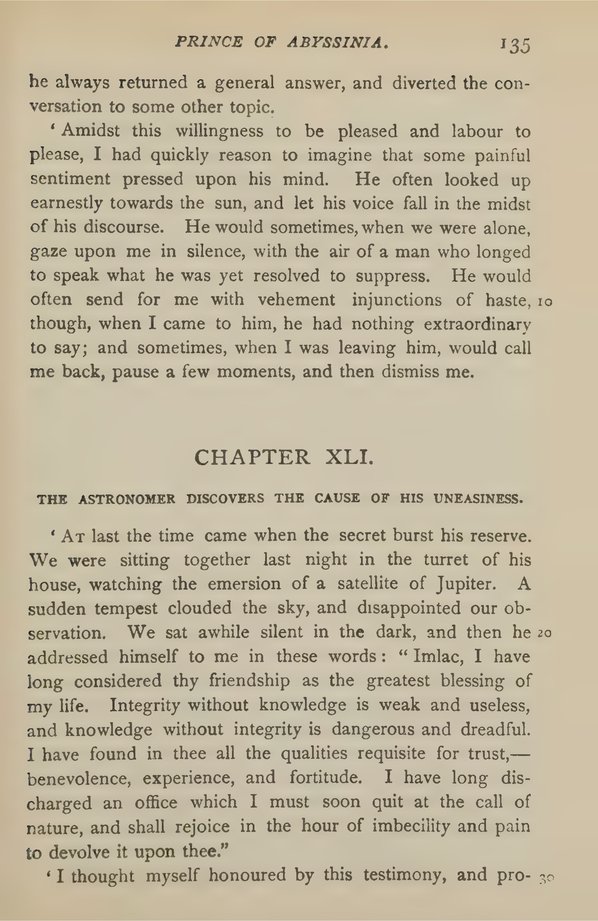 PRINCE OF ABYSSINIA. 135
he always returned a general answer, and diverted the con-
versation to some other topic.
‘ Amidst this willingness to be pleased and labour to
please, I had quickly reason to imagine that some painful
sentiment pressed upon his mind. He often looked up
earnestly towards the sun, and let his voice fall in the midst
of his discourse. He would sometimes, when we were alone,
gaze upon me in silence, with the air of a man who longed
to speak what he was yet resolved to suppress. He would
often send for me with vehement injunctions of haste, 10
though, when I came to him, he had nothing extraordinary
to say; and sometimes, when I was leaving him, would call
me back, pause a few moments, and then dismiss me.
CHAPTER XLI.
THE ASTRONOMER DISCOVERS THE CAUSE OF HIS UNEASINESS.
‘ AT last the time came when the secret burst his reserve.
We were sitting together last night in the turret of his
house, watching the emersion of a satellite of Jupiter. A
sudden tempest clouded the sky, and disappointed our ob-
servation. We sat awhile silent in the dark, and then he 20
addressed himself to me in these words : “ Imlac, I have
long considered thy friendship as the greatest blessing of
my life. Integrity without knowledge is weak and useless,
and knowledge without integrity is dangerous and dreadful.
I have found in thee all the qualities requisite for trust,—
benevolence, experience, and fortitude. I have long dis-
charged an office which I must soon quit at the call of
nature, and shall rejoice in the hour of imbecility and pain
to devolve it upon thee.”
‘ I thought myself honoured by this testimony, and pro- 30